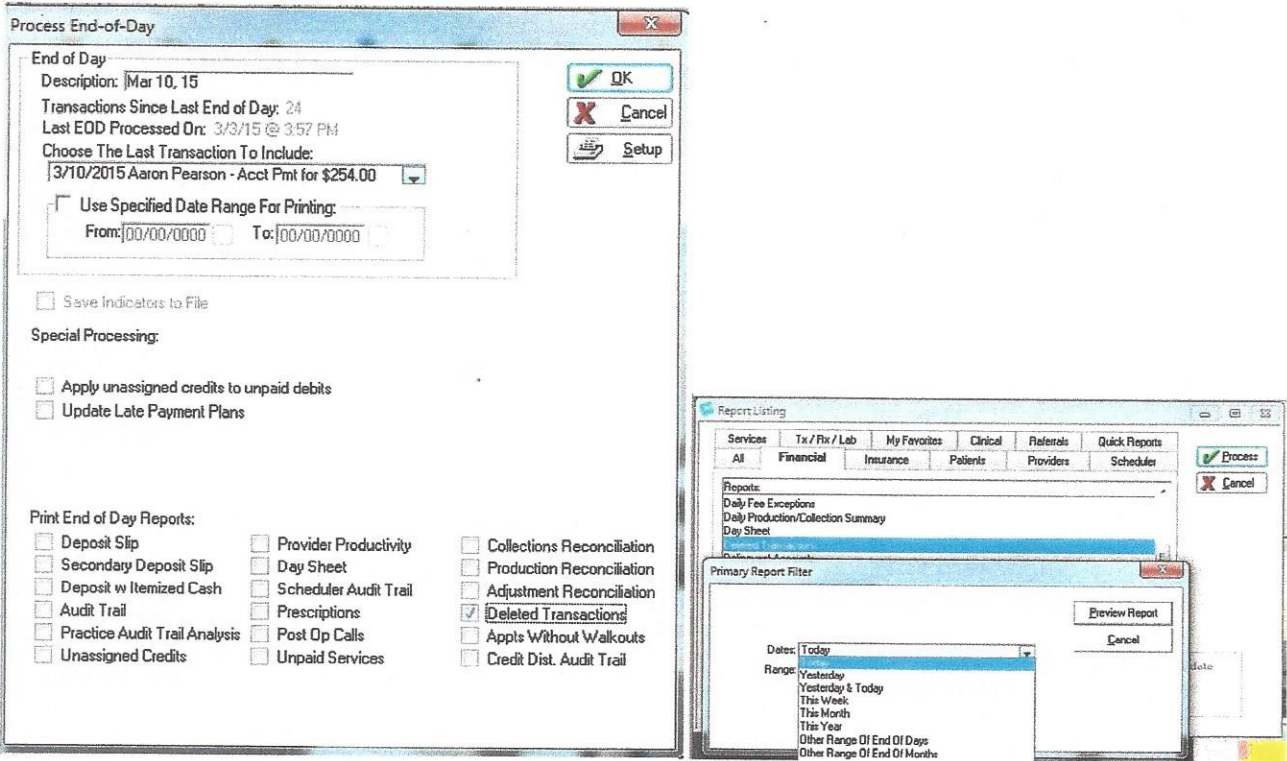 Process End-of-Day
End of Day
Description: Mar 10, 15
Transactions Since Last End of Day: 24
Last EOD Processed On: 3/3/15 @ 3:57 PM
Choose The Last Transaction To Include:
3/10/2015 Aaron Pearson - Acct Pmt for $254.00
Use Specified Date Range For Printing:
From: 00/00/0000 To: 00/00/0000
OK
Cancel
Setup
Save Indicators to File
Special Processing:
Apply unassigned credits to unpaid debits
Update Late Payment Plans
Print End of Day Reports:
Deposit Slip Provider Productivity Collections Reconciliation
Secondary Deposit Slip Day Sheet Production Reconciliation
Deposit w Itemized Cash Scheduler Audit Trail Adjustment Reconciliation
Audit Trail Prescriptions Deleted Transactions
Practice Audit Trail Analysis Post Op Calls Appts Without Walkouts
Unassigned Credits Unpaid Services Credit Dist. Audit Trail
Report Listing
Services Tx / Rx / Lab My Favorites Clinical Referrals Quick Reports
All Financial Insurance Patients Providers Scheduler
Process
Cancel
Reports:
Daily Fee Exceptions
Daily Production/Collection Summary
Day Sheet
Deleted Transactions
Primary Report Filter
Preview Report
Cancel
Dates: Today
Today
Range: Yesterday
Yesterday & Today
This Week
This Month
This Year
Other Range Of End Of Days
Other Range Of End Of Months